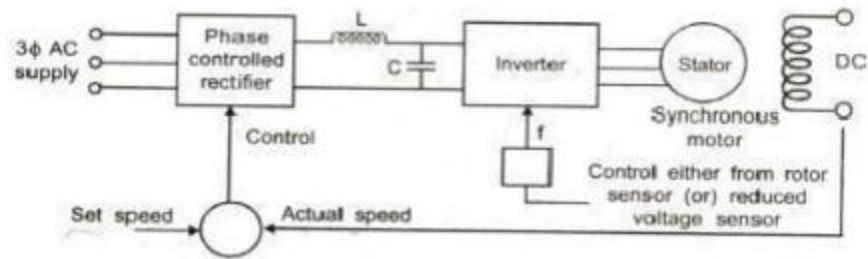 3ϕ AC
supply
Phase
controlled
rectifier
L
C
Inverter
Stator
DC
Synchronous
motor
Control
f
Control either from rotor
sensor (or) reduced
voltage sensor
Set speed
Actual speed